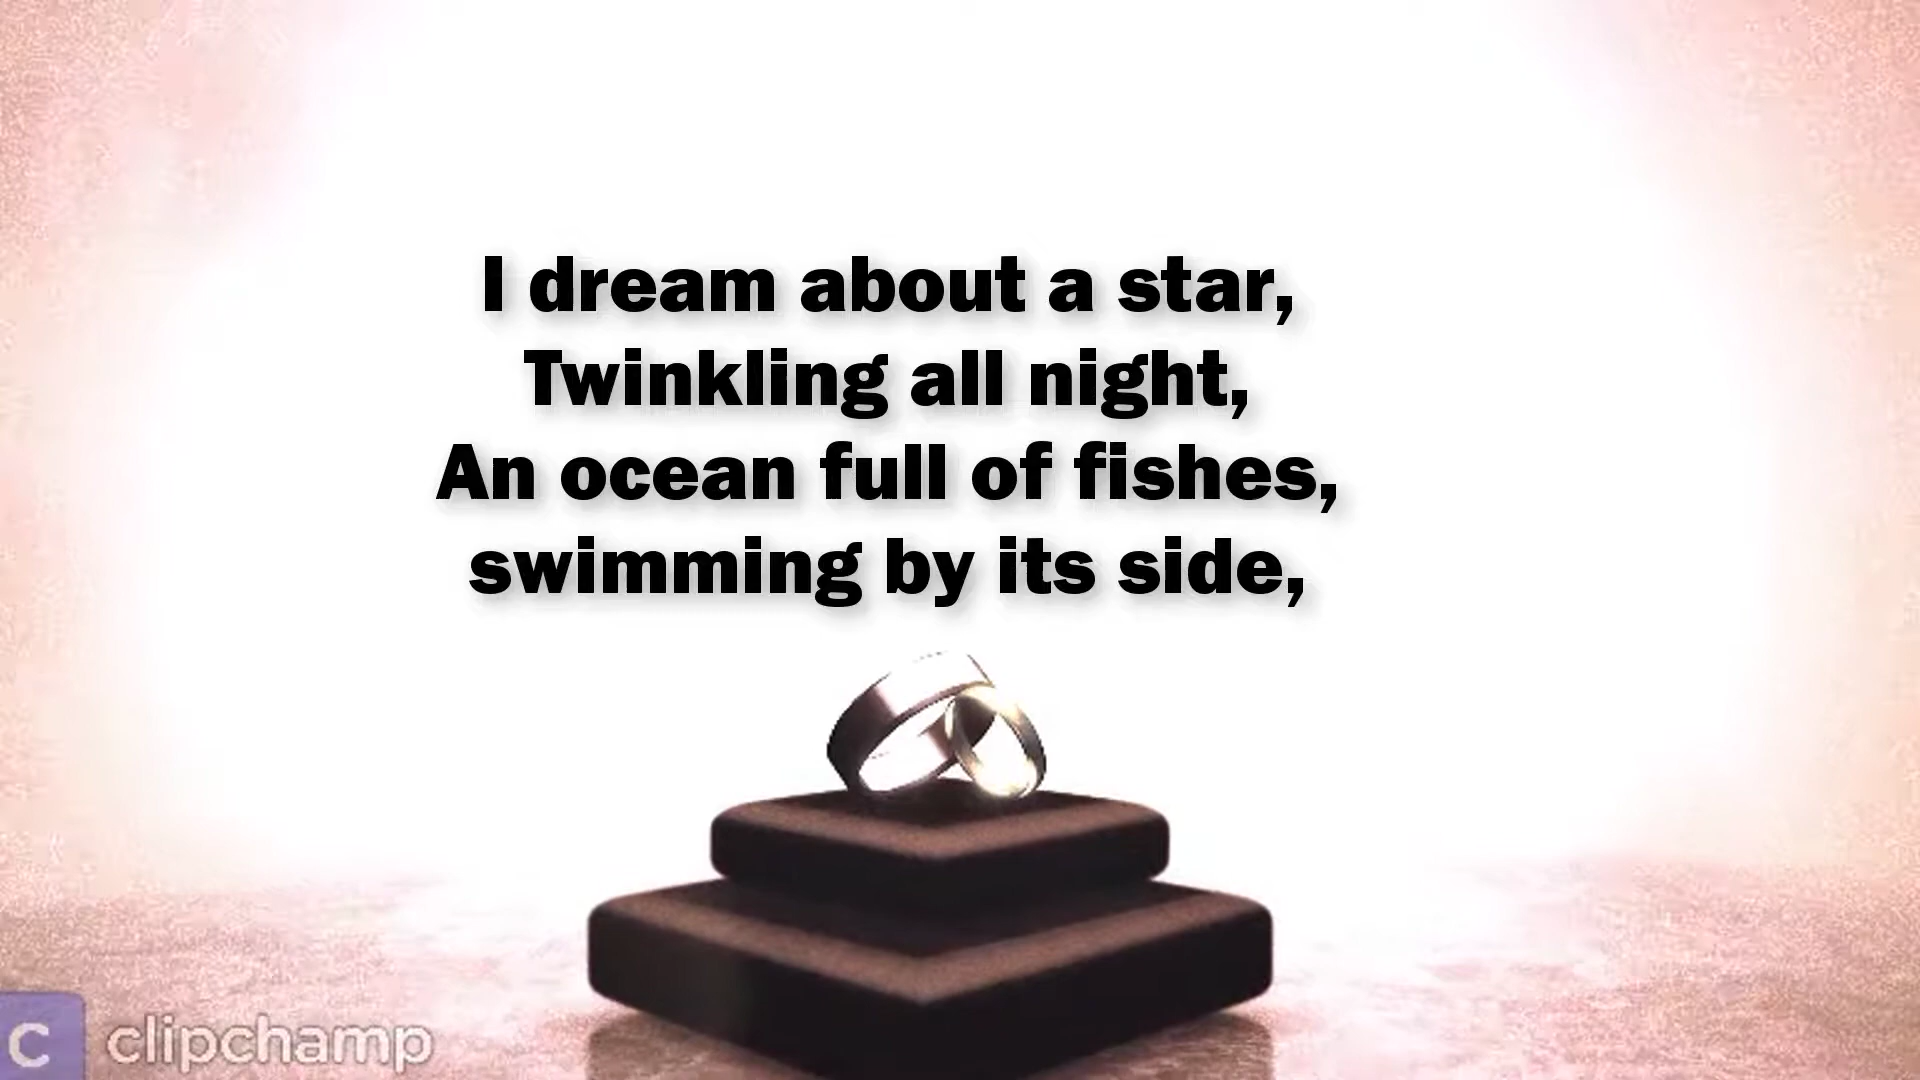 I dream about a star,
Twinkling all night,
An ocean full of fishes,
swimming by its side,
C clipchamp